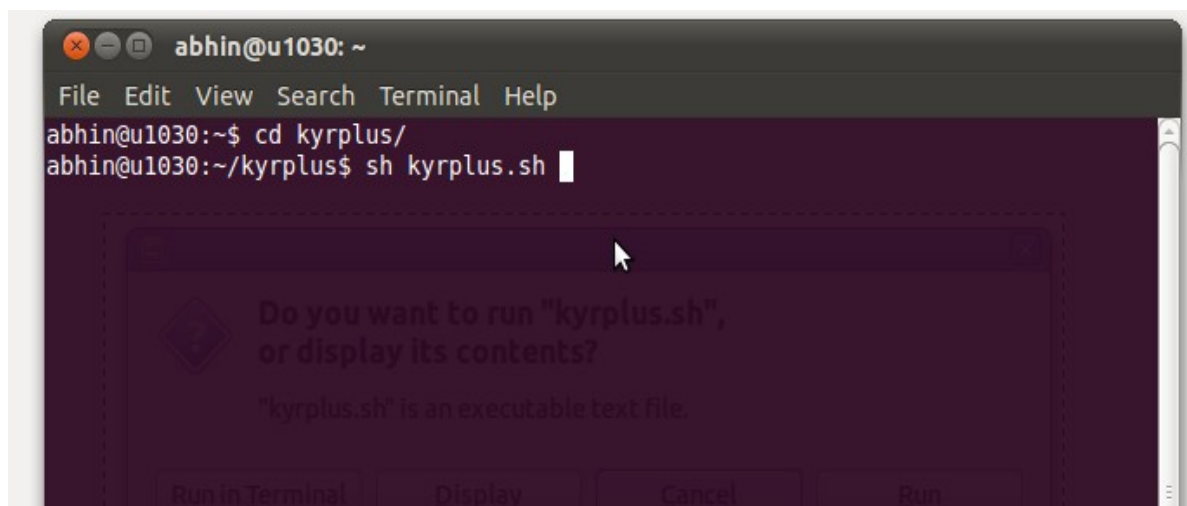 abhin@u1030: ~
File Edit View Search Terminal Help
abhin@u1030:~$ cd kyrplus/
abhin@u1030:~/kyrplus$ sh kyrplus.sh
Do you want to run "kyrplus.sh",
or display its contents?
"kyrplus.sh" is an executable text file.
Run in Terminal Display Cancel Run